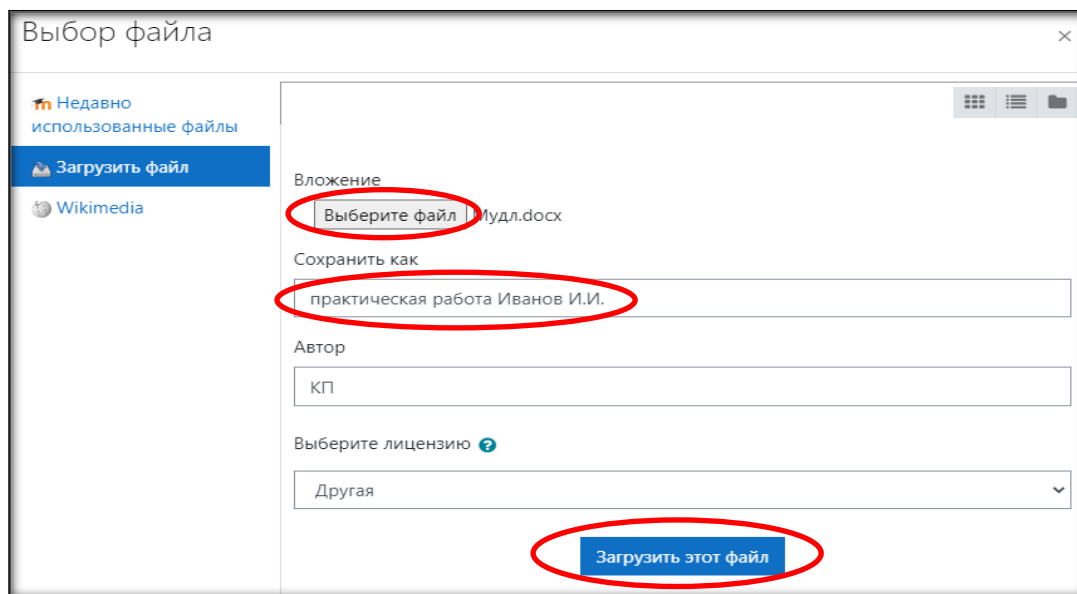 Выбор файла
×
Недавно
использованные файлы
Загрузить файл
Wikimedia
Вложение
Выберите файл Мудл.docx
Сохранить как
практическая работа Иванов И.И.
Автор
КП
Выберите лицензию ?
Другая
Загрузить этот файл